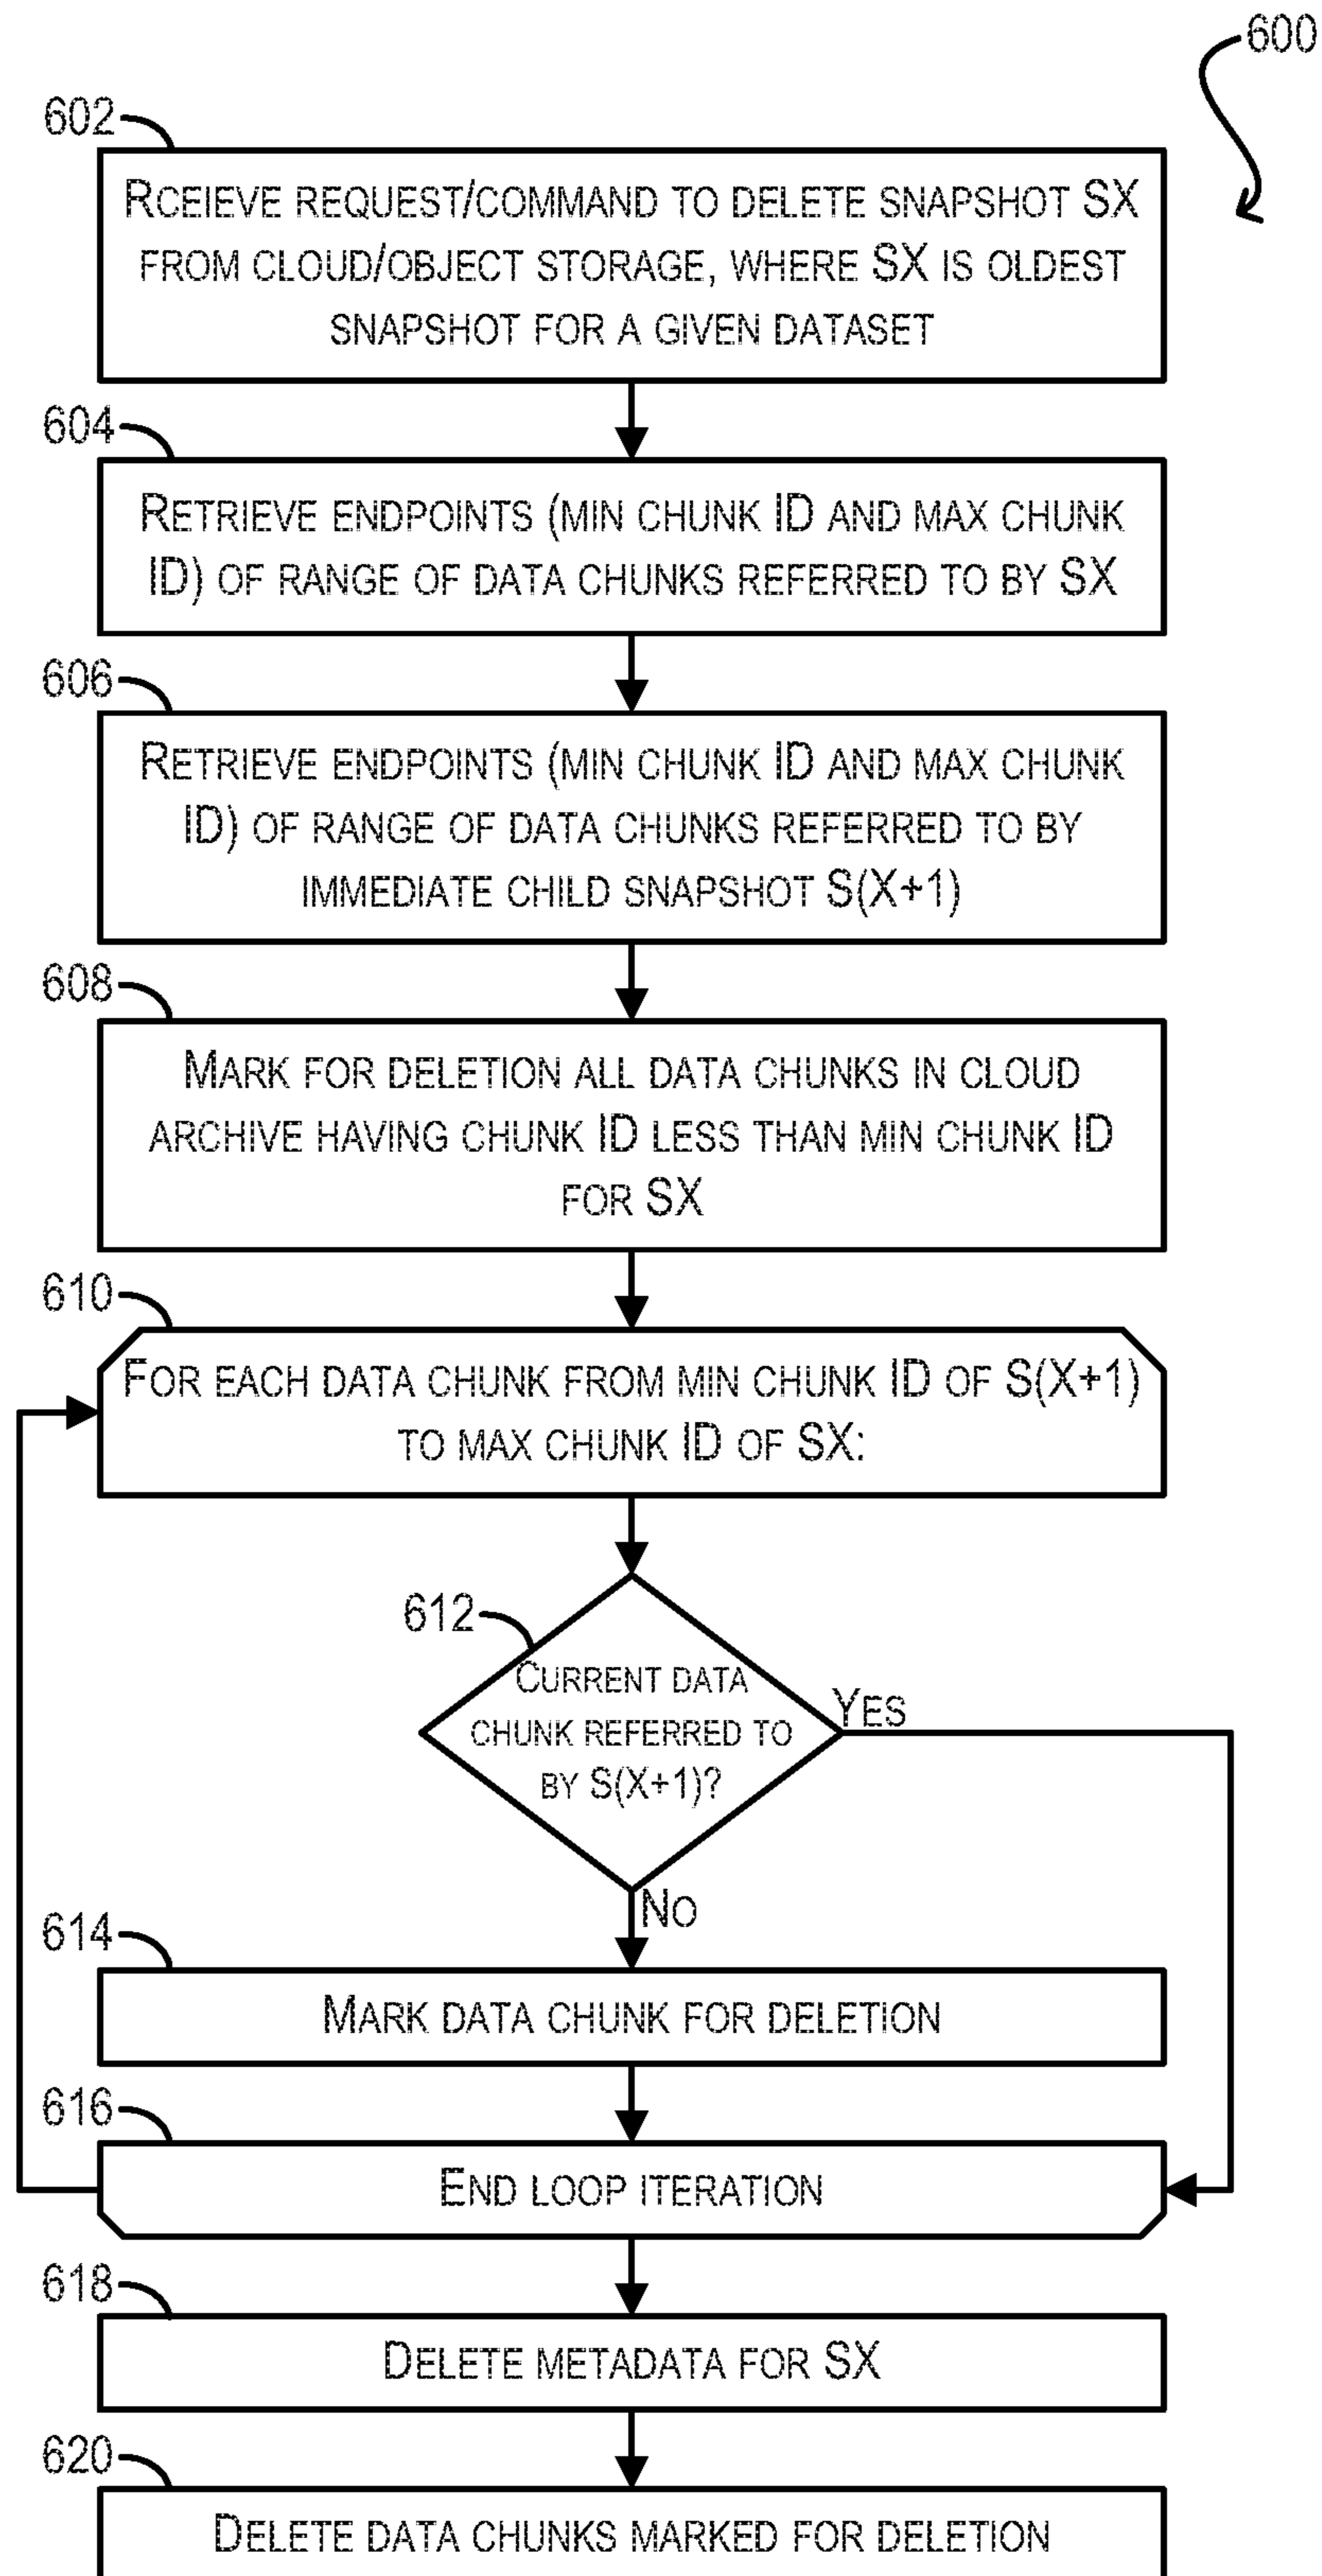 600
602
RCEIEVE REQUEST/COMMAND TO DELETE SNAPSHOT SX
FROM CLOUD/OBJECT STORAGE, WHERE SX IS OLDEST
SNAPSHOT FOR A GIVEN DATASET
604
RETRIEVE ENDPOINTS (MIN CHUNK ID AND MAX CHUNK
ID) OF RANGE OF DATA CHUNKS REFERRED TO BY SX
606
RETRIEVE ENDPOINTS (MIN CHUNK ID AND MAX CHUNK
ID) OF RANGE OF DATA CHUNKS REFERRED TO BY
IMMEDIATE CHILD SNAPSHOT S(X+1)
608
MARK FOR DELETION ALL DATA CHUNKS IN CLOUD
ARCHIVE HAVING CHUNK ID LESS THAN MIN CHUNK ID
FOR SX
610
FOR EACH DATA CHUNK FROM MIN CHUNK ID OF S(X+1)
TO MAX CHUNK ID OF SX:
612
CURRENT DATA
CHUNK REFERRED TO
BY S(X+1)?
YES
NO
614
MARK DATA CHUNK FOR DELETION
616
END LOOP ITERATION
618
DELETE METADATA FOR SX
620
DELETE DATA CHUNKS MARKED FOR DELETION